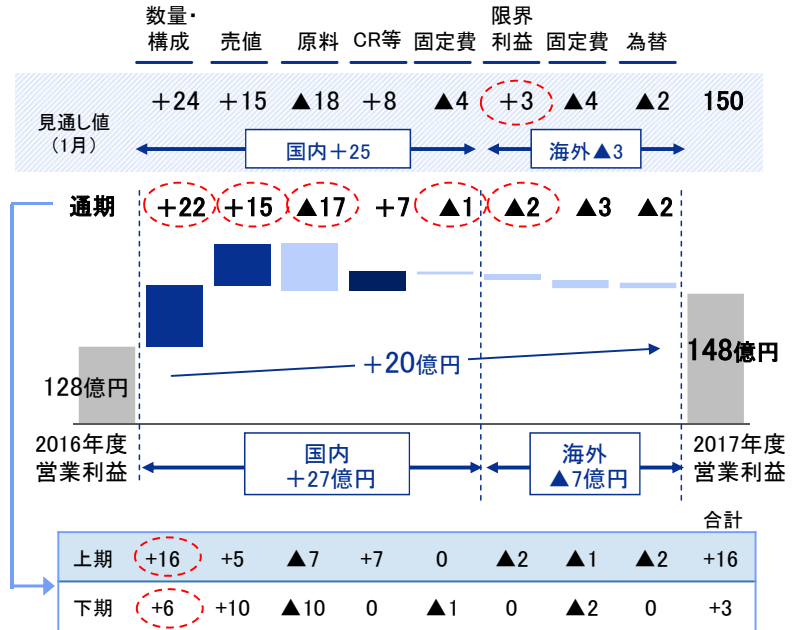 数量・構成 売値 原料 CR等 固定費 限界利益 固定費 為替
見通し値（1月） +24 +15 ▲18 +8 ▲4 +3 ▲4 ▲2 150
国内+25 海外▲3
通期 +22 +15 ▲17 +7 ▲1 ▲2 ▲3 ▲2
128億円 +20億円 148億円
2016年度営業利益 国内+27億円 海外▲7億円 2017年度営業利益
合計
上期 +16 +5 ▲7 +7 0 ▲2 ▲1 ▲2 +16
下期 +6 +10 ▲10 0 ▲1 0 ▲2 0 +3